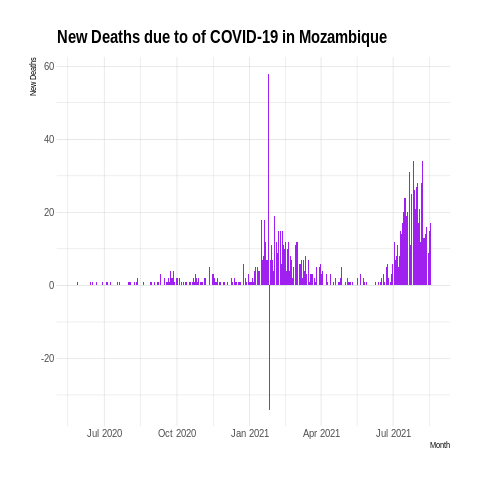 New Deaths due to of COVID-19 in Mozambique
New Deaths
60
40
20
0
-20
Jul 2020 Oct 2020 Jan 2021 Apr 2021 Jul 2021
Month